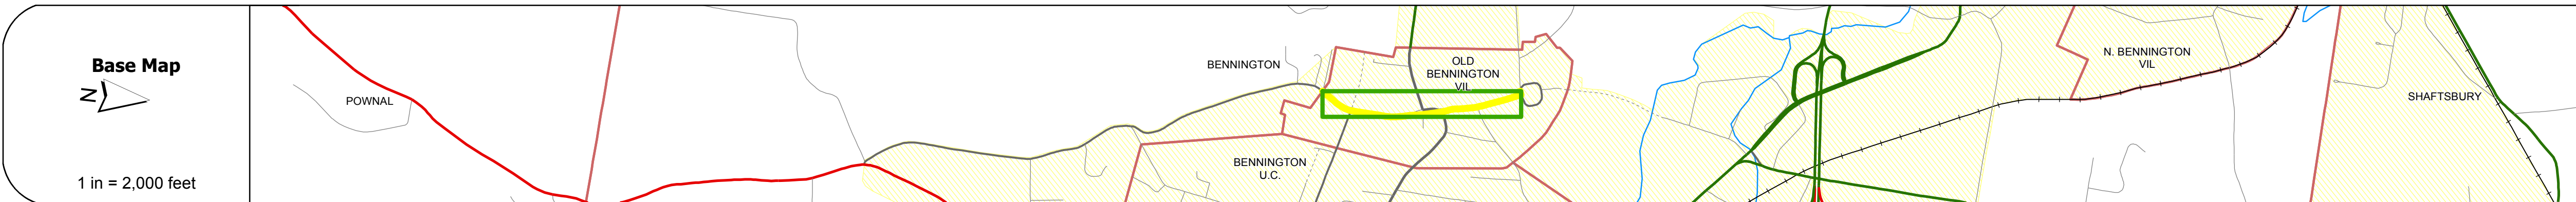 Base Map
N
1 in = 2,000 feet
POWNAL
BENNINGTON
OLD
BENNINGTON
VIL
BENNINGTON
U.C.
N. BENNINGTON
VIL
SHAFTSBURY